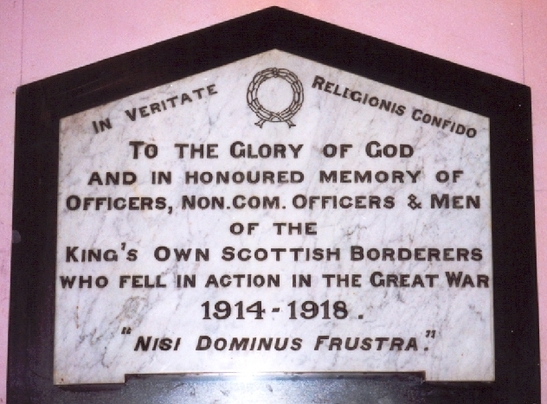 IN VERITATE RELIGIONIS CONFIDO
TO THE GLORY OF GOD
AND IN HONOURED MEMORY OF
OFFICERS, NON.COM. OFFICERS & MEN
OF THE
KING'S OWN SCOTTISH BORDERERS
WHO FELL IN ACTION IN THE GREAT WAR
1914-1918.
"NISI DOMINUS FRUSTRA."